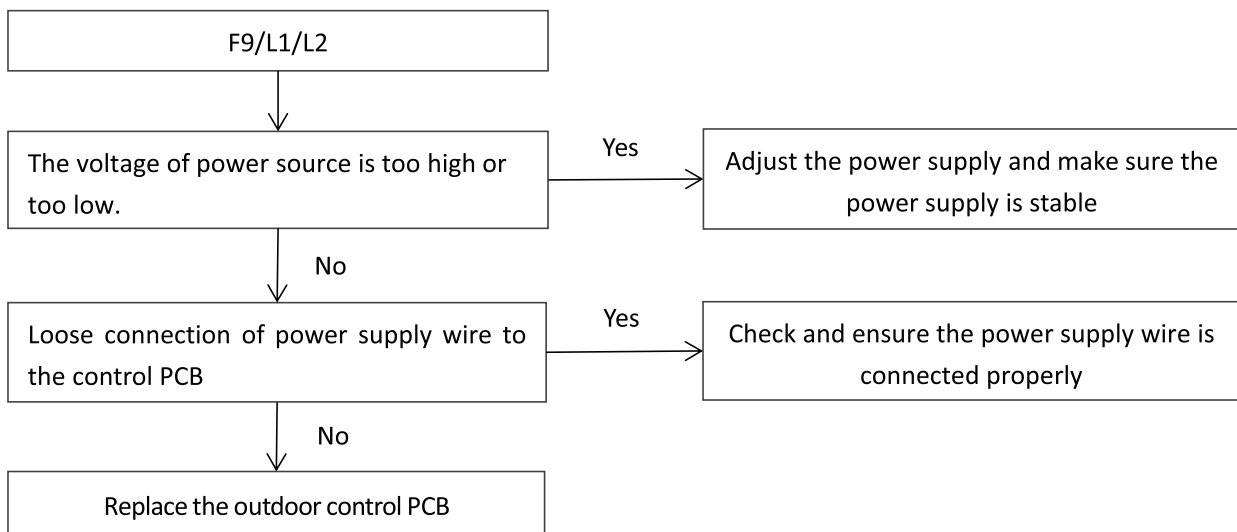 F9/L1/L2
The voltage of power source is too high or
too low.
Yes
Adjust the power supply and make sure the
power supply is stable
No
Loose connection of power supply wire to
the control PCB
Yes
Check and ensure the power supply wire is
connected properly
No
Replace the outdoor control PCB